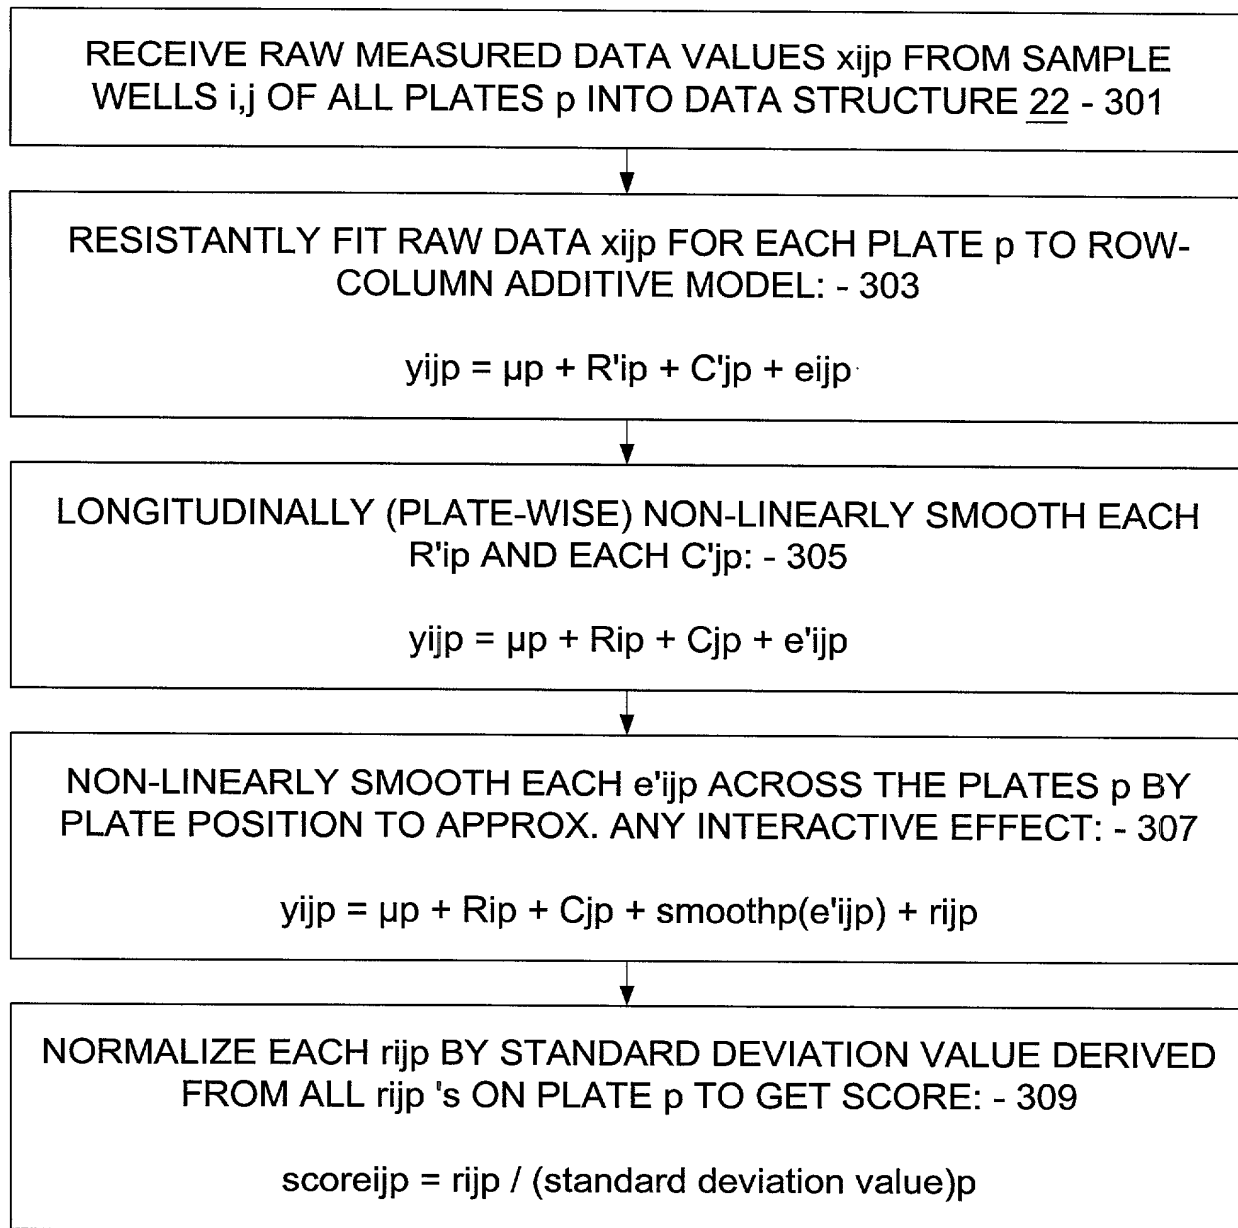 RECEIVE RAW MEASURED DATA VALUES xijp FROM SAMPLE
WELLS i,j OF ALL PLATES p INTO DATA STRUCTURE 22 - 301
RESISTANTLY FIT RAW DATA xijp FOR EACH PLATE p TO ROW-
COLUMN ADDITIVE MODEL: - 303
yijp = µp + R'ip + C'jp + eijp
LONGITUDINALLY (PLATE-WISE) NON-LINEARLY SMOOTH EACH
R'ip AND EACH C'jp: - 305
yijp = µp + Rip + Cjp + e'ijp
NON-LINEARLY SMOOTH EACH e'ijp ACROSS THE PLATES p BY
PLATE POSITION TO APPROX. ANY INTERACTIVE EFFECT: - 307
yijp = µp + Rip + Cjp + smoothp(e'ijp) + rijp
NORMALIZE EACH rijp BY STANDARD DEVIATION VALUE DERIVED
FROM ALL rijp 's ON PLATE p TO GET SCORE: - 309
scoreijp = rijp / (standard deviation value)p